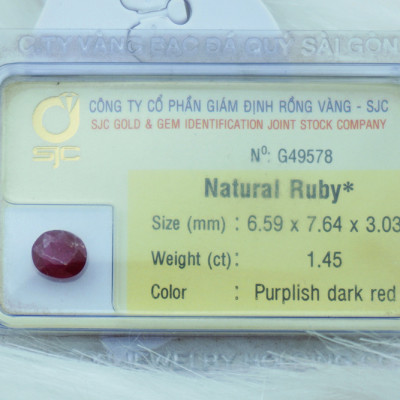 C.TY VÀNG BẠC ĐÁ QUÝ SÀI GÒN
CÔNG TY CỔ PHẦN GIÁM ĐỊNH RỒNG VÀNG - SJC
SJC GOLD & GEM IDENTIFICATION JOINT STOCK COMPANY
SJC
Nº: G49578
Natural Ruby*
Size (mm) : 6.59 x 7.64 x 3.03
Weight (ct) : 1.45
Color : Purplish dark red